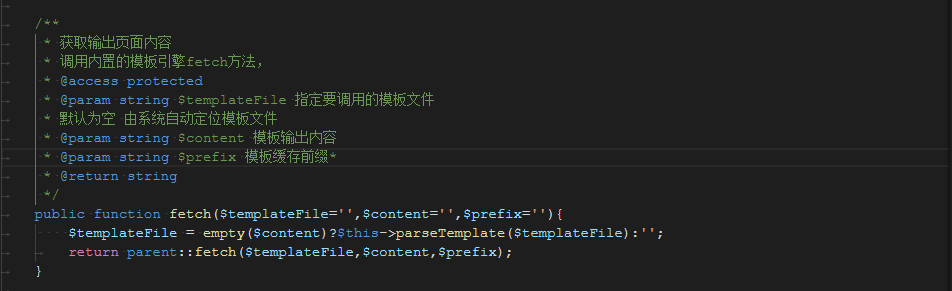 /**
* 获取输出页面内容
* 调用内置的模板引擎fetch方法，
* @access protected
* @param string $templateFile 指定要调用的模板文件
* 默认为空 由系统自动定位模板文件
* @param string $content 模板输出内容
* @param string $prefix 模板缓存前缀*
* @return string
*/
public function fetch($templateFile='',$content='',$prefix=''){
$templateFile = empty($content)?$this->parseTemplate($templateFile):'';
return parent::fetch($templateFile,$content,$prefix);
}